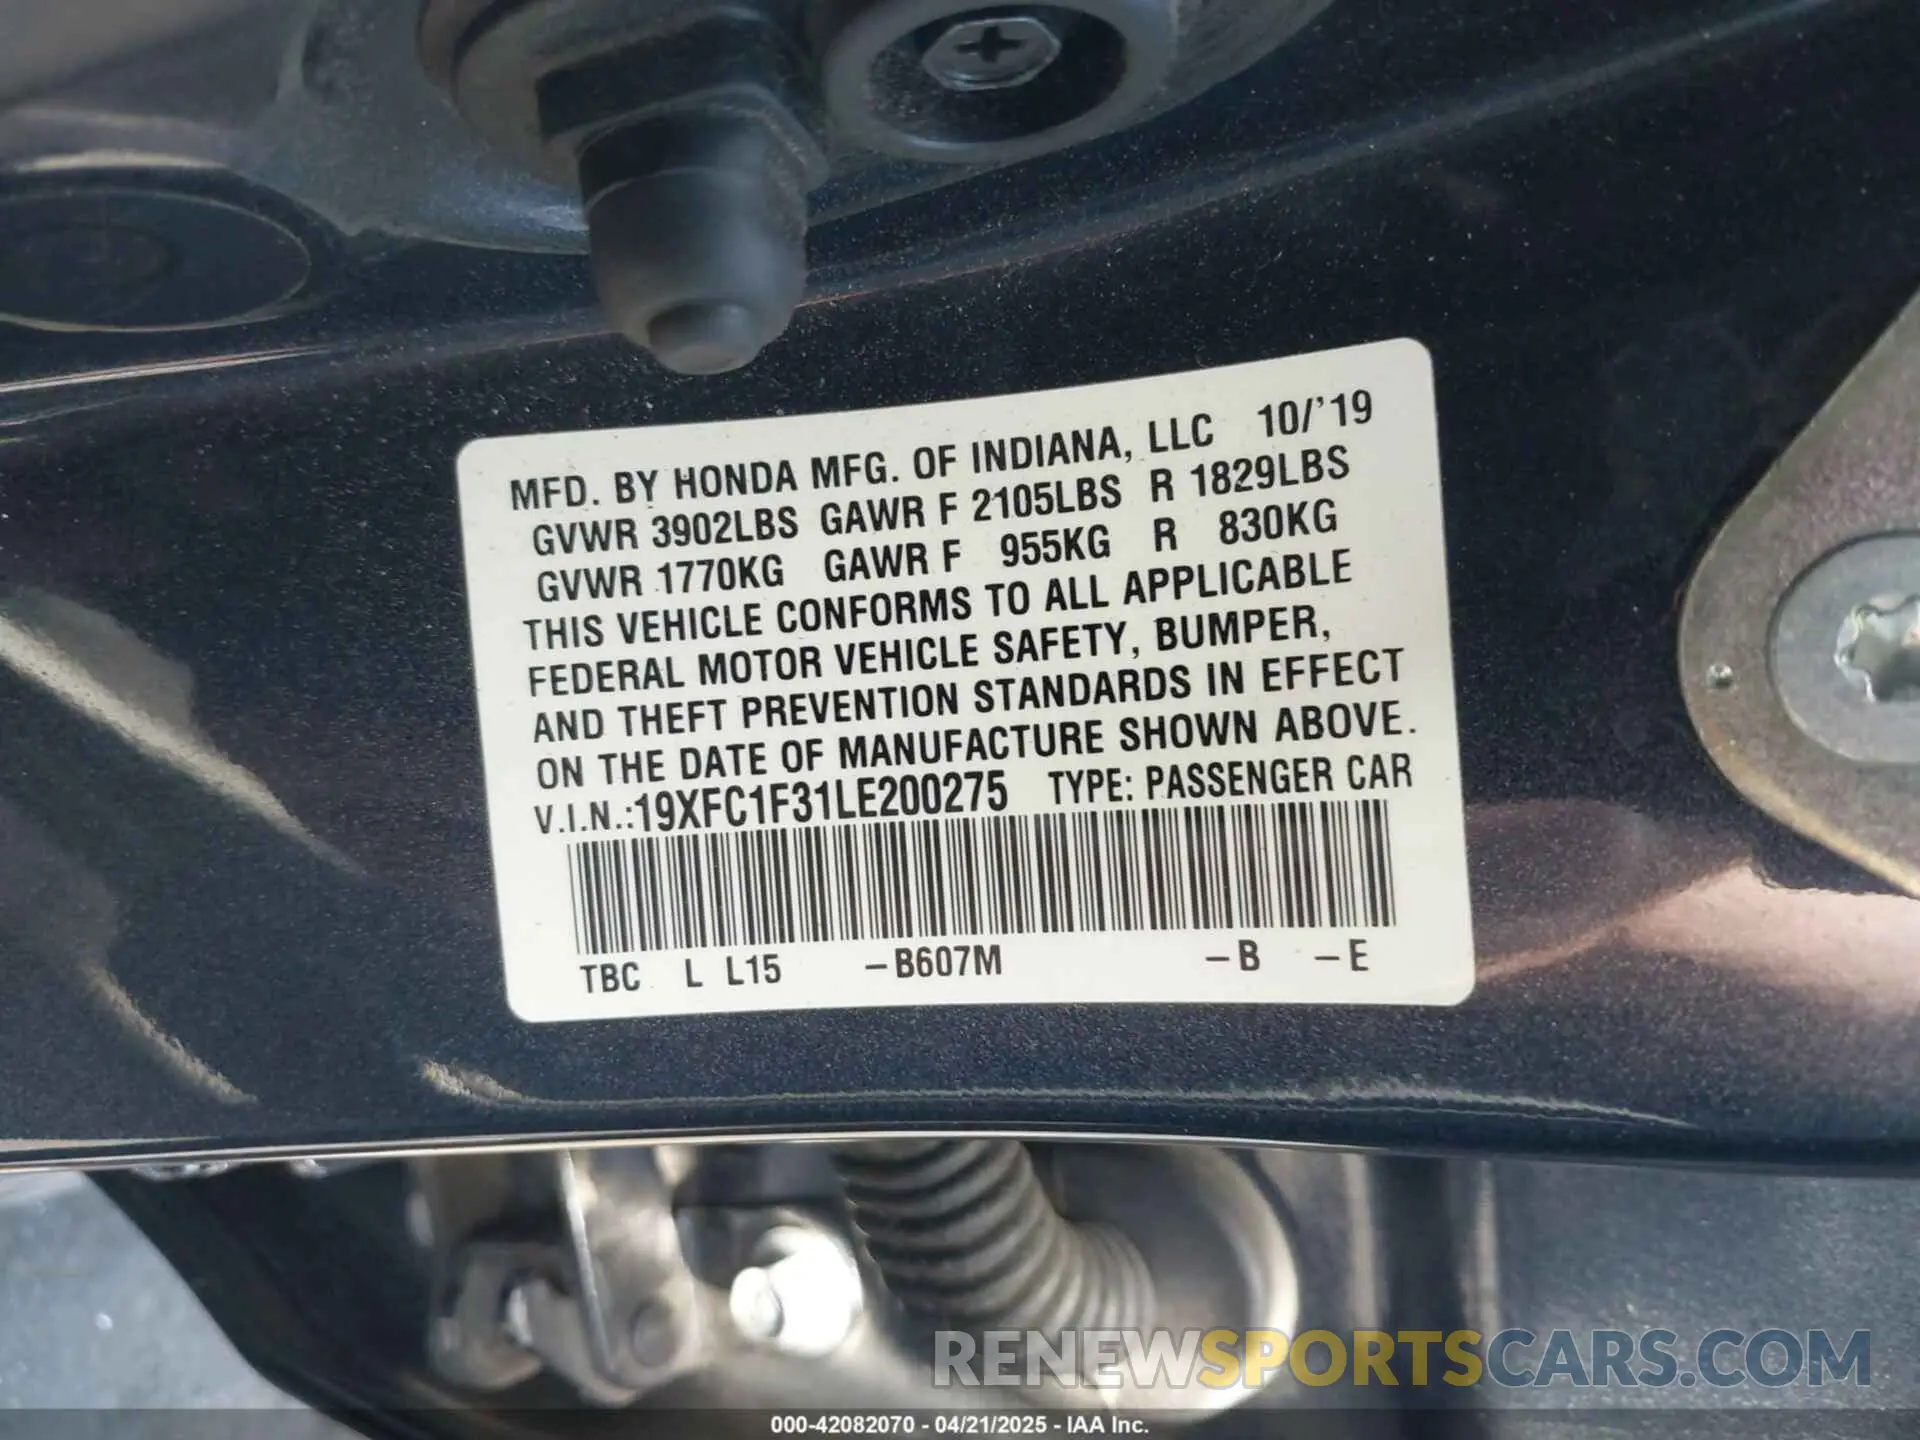 MFD. BY HONDA MFG. OF INDIANA, LLC 10/'19
GVWR 3902LBS GAWR F 2105LBS R 1829LBS
GVWR 1770KG GAWR F 955KG R 830KG
THIS VEHICLE CONFORMS TO ALL APPLICABLE
FEDERAL MOTOR VEHICLE SAFETY, BUMPER,
AND THEFT PREVENTION STANDARDS IN EFFECT
ON THE DATE OF MANUFACTURE SHOWN ABOVE.
V.I.N.:19XFC1F31LE200275 TYPE: PASSENGER CAR
TBC L L15 -B607M -B -E
RENEWSPORTSCARS.COM
000-42082070 - 04/21/2025 - IAA Inc.